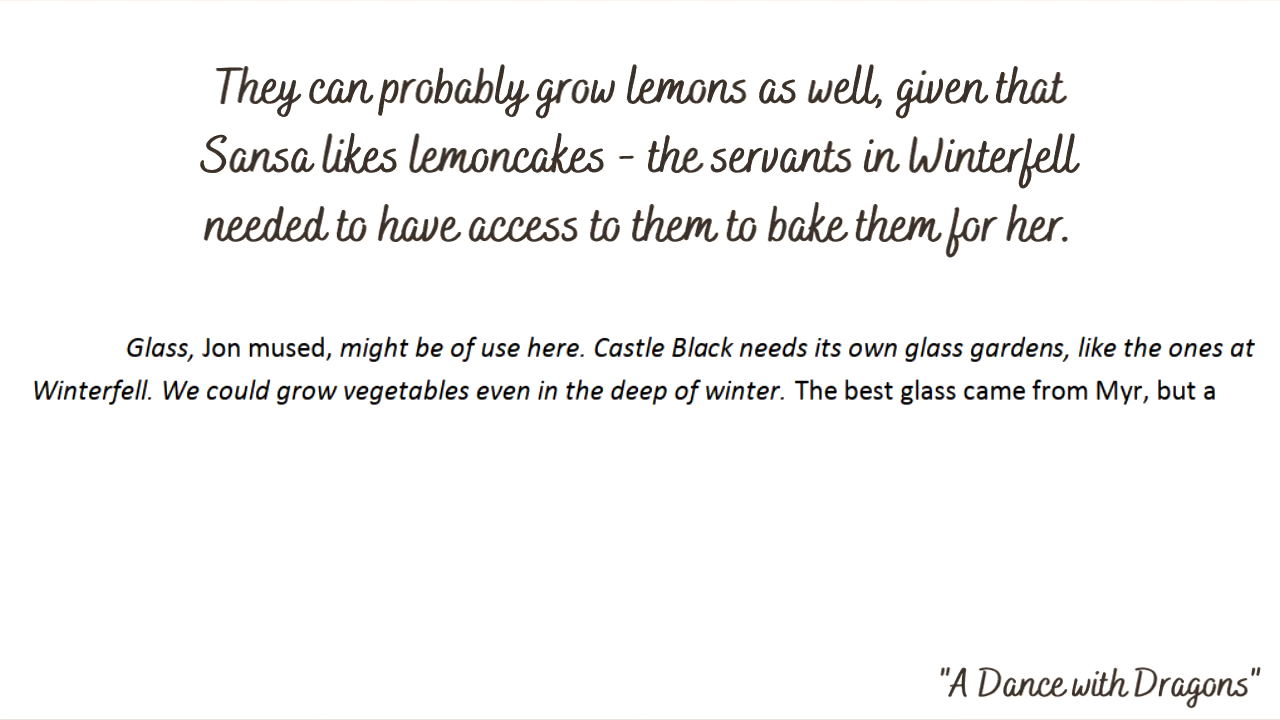 They can probably grow lemons as well, given that
Sansa likes lemoncakes - the servants in Winterfell
needed to have access to them to bake them for her.
Glass, Jon mused, might be of use here. Castle Black needs its own glass gardens, like the ones at
Winterfell. We could grow vegetables even in the deep of winter. The best glass came from Myr, but a
"A Dance with Dragons"